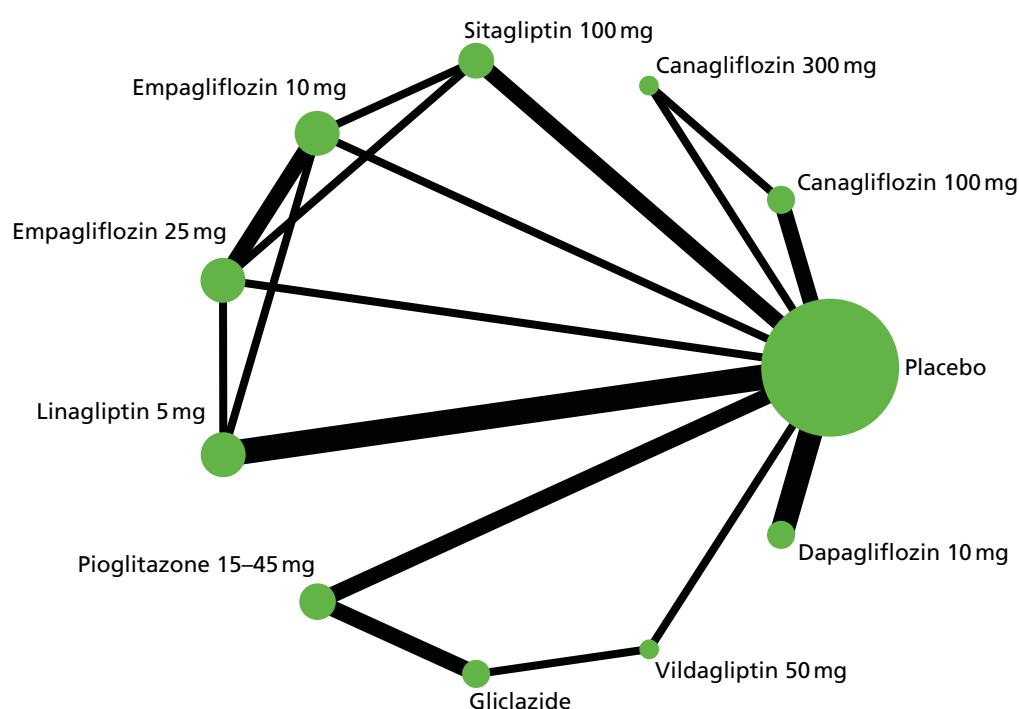 Sitagliptin 100 mg
Canagliflozin 300 mg
Empagliflozin 10 mg
Canagliflozin 100 mg
Empagliflozin 25 mg
Placebo
Linagliptin 5 mg
Dapagliflozin 10 mg
Pioglitazone 15–45 mg
Vildagliptin 50 mg
Gliclazide